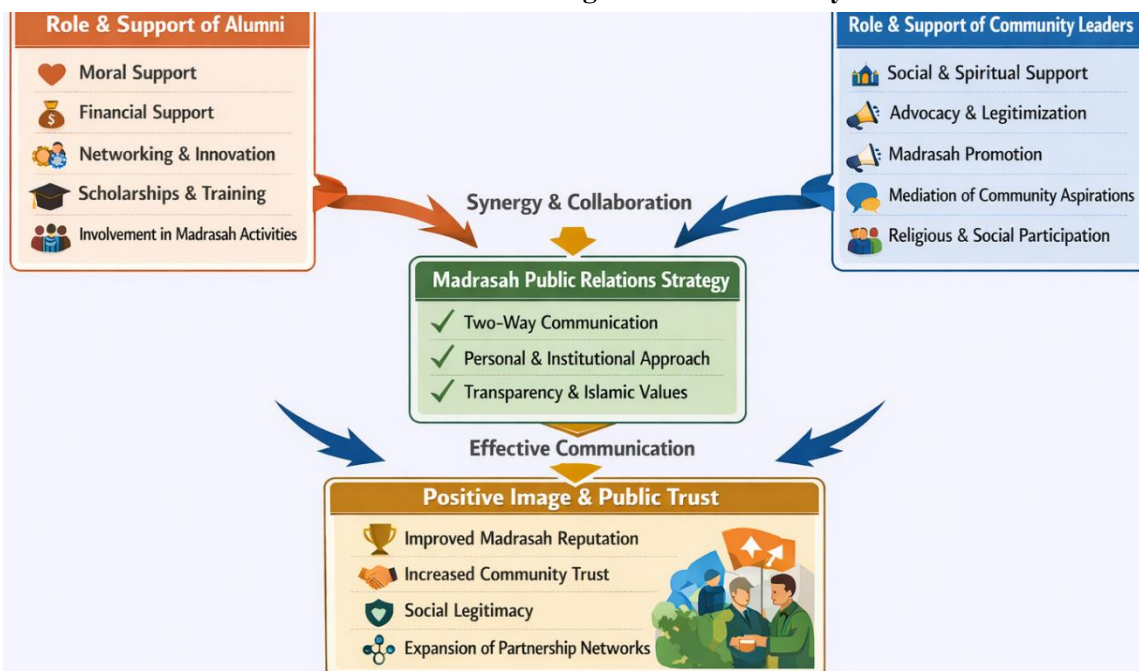 Role & Support of Alumni
Moral Support
Financial Support
Networking & Innovation
Scholarships & Training
Involvement in Madrasah Activities
Role & Support of Community Leaders
Social & Spiritual Support
Advocacy & Legitimization
Madrasah Promotion
Mediation of Community Aspirations
Religious & Social Participation
Synergy & Collaboration
Madrasah Public Relations Strategy
Two-Way Communication
Personal & Institutional Approach
Transparency & Islamic Values
Effective Communication
Positive Image & Public Trust
Improved Madrasah Reputation
Increased Community Trust
Social Legitimacy
Expansion of Partnership Networks